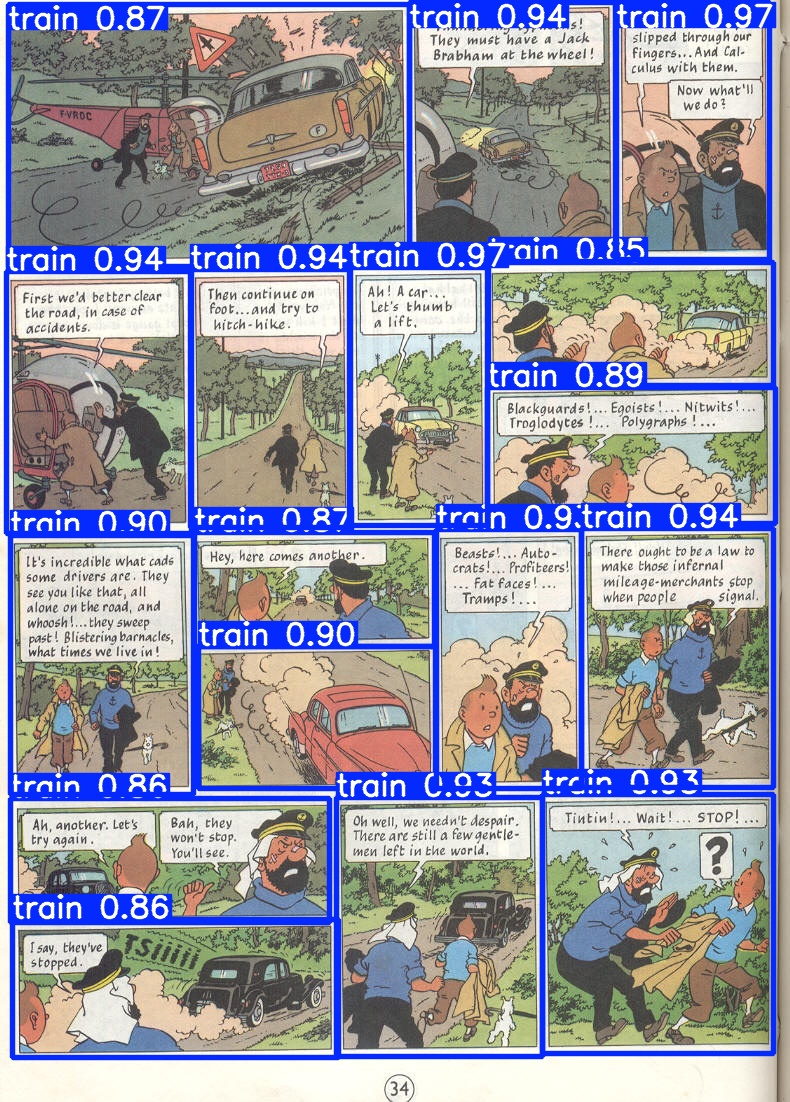 train 0.87
F-VRDC
F
train 0.94
They must have a Jack
Brabham at the wheel!
train 0.97
slipped through our
fingers...And Cal-
culus with them.
Now what'll
we do?
train 0.94
First we'd better clear
the road, in case of
accidents.
train 0.94
Then continue on
foot...and try to
hitch-hike.
train 0.97
Ah! A car...
Let's thumb
a lift.
train 0.85
train 0.89
Blackguards!... Egoists!... Nitwits!...
Troglodytes!... Polygraphs!...
train 0.90
It's incredible what cads
some drivers are. They
see you like that, all
alone on the road, and
whoosh!...they sweep
past! Blistering barnacles,
what times we live in!
train 0.87
Hey, here comes another.
train 0.90
train 0.9
Beasts!... Auto-
crats!... Profiteers!
... Fat faces!...
Tramps!...
train 0.94
There ought to be a law to
make those infernal
mileage-merchants stop
when people signal.
train 0.86
Ah, another. Let's
try again.
Bah, they
won't stop.
You'll see.
train 0.86
I say, they've
stopped.
TSiiiii
train 0.93
Oh well, we needn't despair.
There are still a few gentle-
men left in the world.
train 0.93
Tintin!... Wait!... STOP!...
?
34